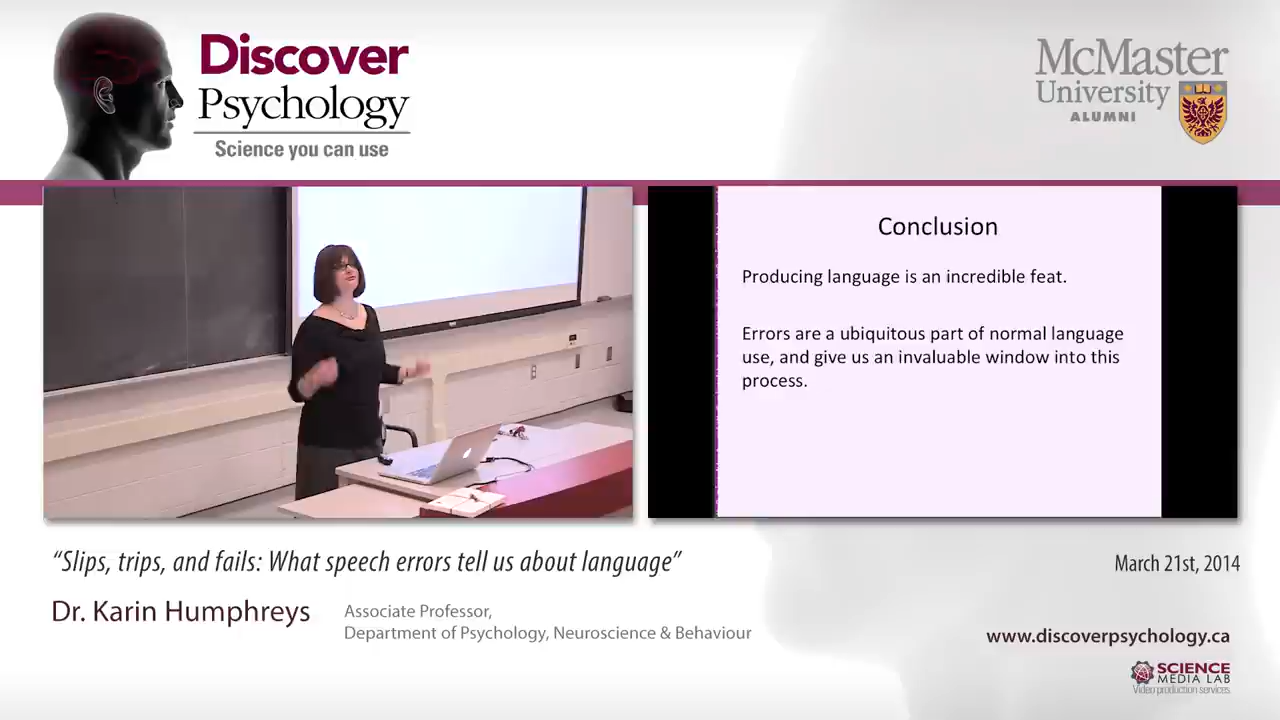 Discover
Psychology
Science you can use
McMaster
University
ALUMNI
Conclusion
Producing language is an incredible feat.
Errors are a ubiquitous part of normal language
use, and give us an invaluable window into this
process.
“Slips, trips, and fails: What speech errors tell us about language”
March 21st, 2014
Dr. Karin Humphreys
Associate Professor,
Department of Psychology, Neuroscience & Behaviour
www.discoverpsychology.ca
SCIENCE
MEDIA LAB
Video production services